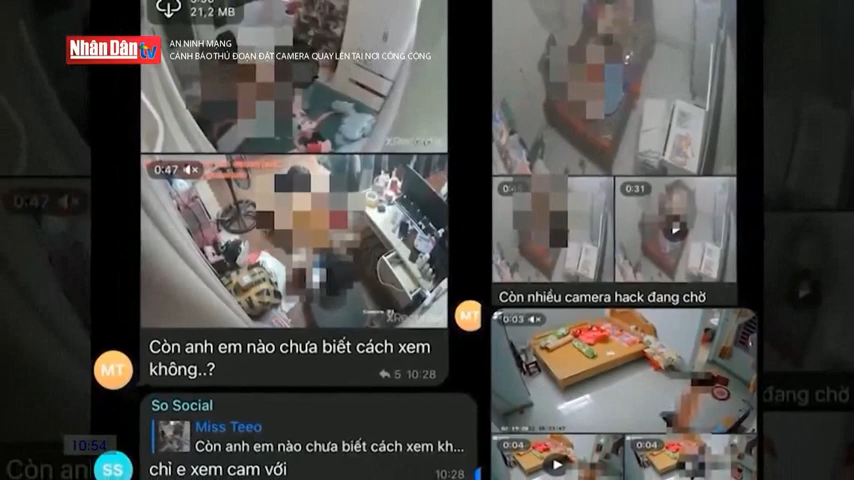 Nhân Dân tv
AN NINH MẠNG
CẢNH BÁO THỦ ĐOẠN ĐẶT CAMERA QUAY LÉN TẠI NƠI CÔNG CỘNG
21,2 MB
0:47
0:47
Còn anh em nào chưa biết cách xem
không..?
5 10:28
MT
So Social
Miss Teeo
Còn anh em nào chưa biết cách xem kh...
chỉ e xem cam với
10:28
SS
10:54
Còn an
0:31
Còn nhiều camera hack đang chờ
MT
0:03
0:04
0:04
đang chờ